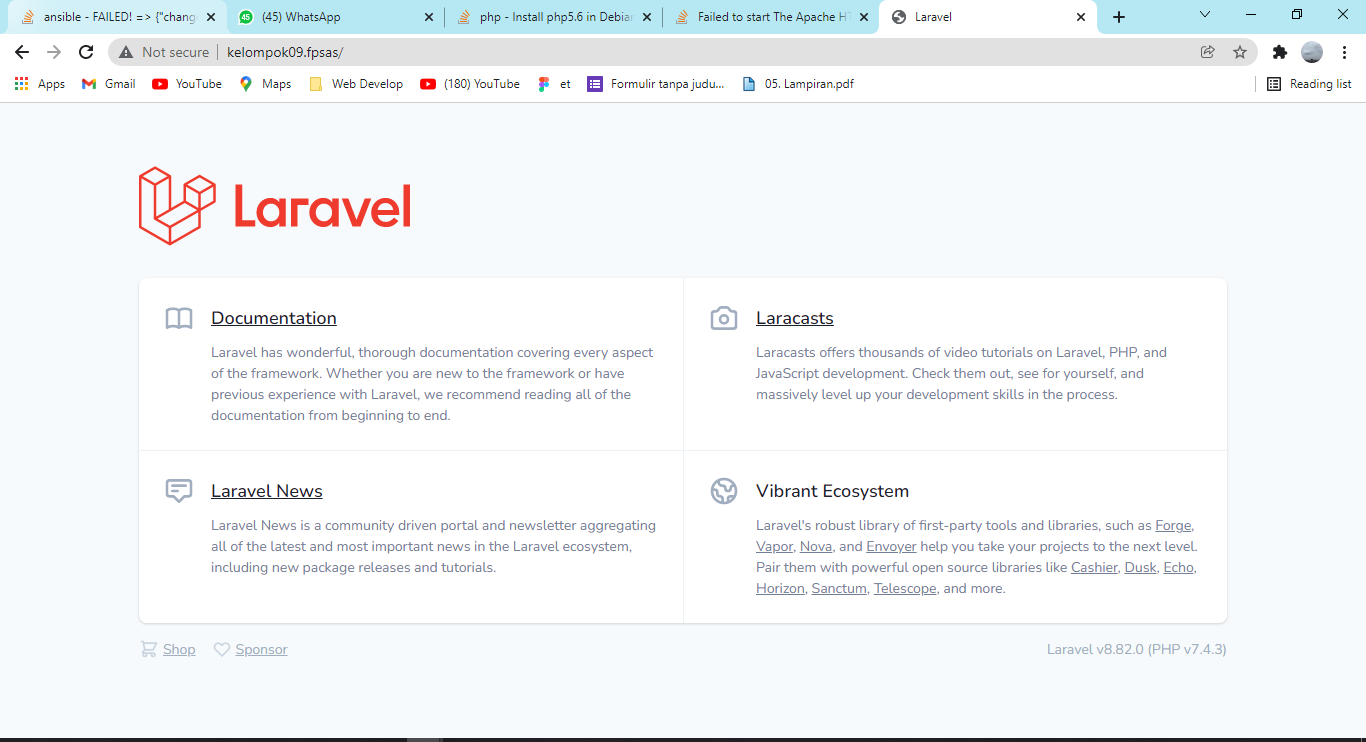 ansible - FAILED! => {"chang
45
(45) WhatsApp
php - Install php5.6 in Debian
Failed to start The Apache HT
Laravel
Not secure
kelompok09.fpsas/
Apps
Gmail
YouTube
Maps
Web Develop
(180) YouTube
et
Formulir tanpa judu...
05. Lampiran.pdf
Reading list
Laravel
Documentation
Laravel has wonderful, thorough documentation covering every aspect
of the framework. Whether you are new to the framework or have
previous experience with Laravel, we recommend reading all of the
documentation from beginning to end.
Laracasts
Laracasts offers thousands of video tutorials on Laravel, PHP, and
JavaScript development. Check them out, see for yourself, and
massively level up your development skills in the process.
Laravel News
Laravel News is a community driven portal and newsletter aggregating
all of the latest and most important news in the Laravel ecosystem,
including new package releases and tutorials.
Vibrant Ecosystem
Laravel's robust library of first-party tools and libraries, such as Forge,
Vapor, Nova, and Envoyer help you take your projects to the next level.
Pair them with powerful open source libraries like Cashier, Dusk, Echo,
Horizon, Sanctum, Telescope, and more.
Shop
Sponsor
Laravel v8.82.0 (PHP v7.4.3)